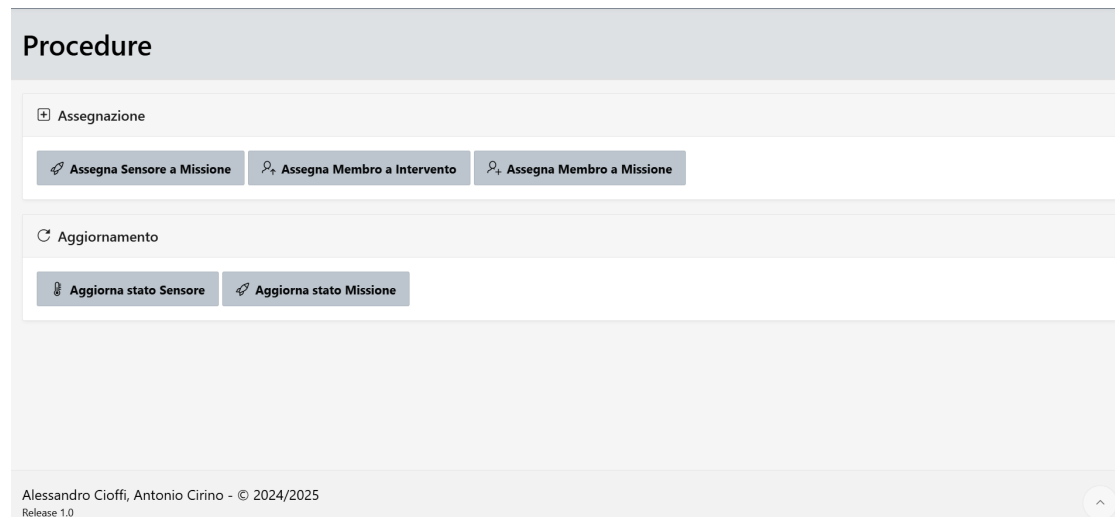 Procedure
Assegnazione
Assegna Sensore a Missione Assegna Membro a Intervento Assegna Membro a Missione
Aggiornamento
Aggiorna stato Sensore Aggiorna stato Missione
Alessandro Cioffi, Antonio Cirino - © 2024/2025
Release 1.0